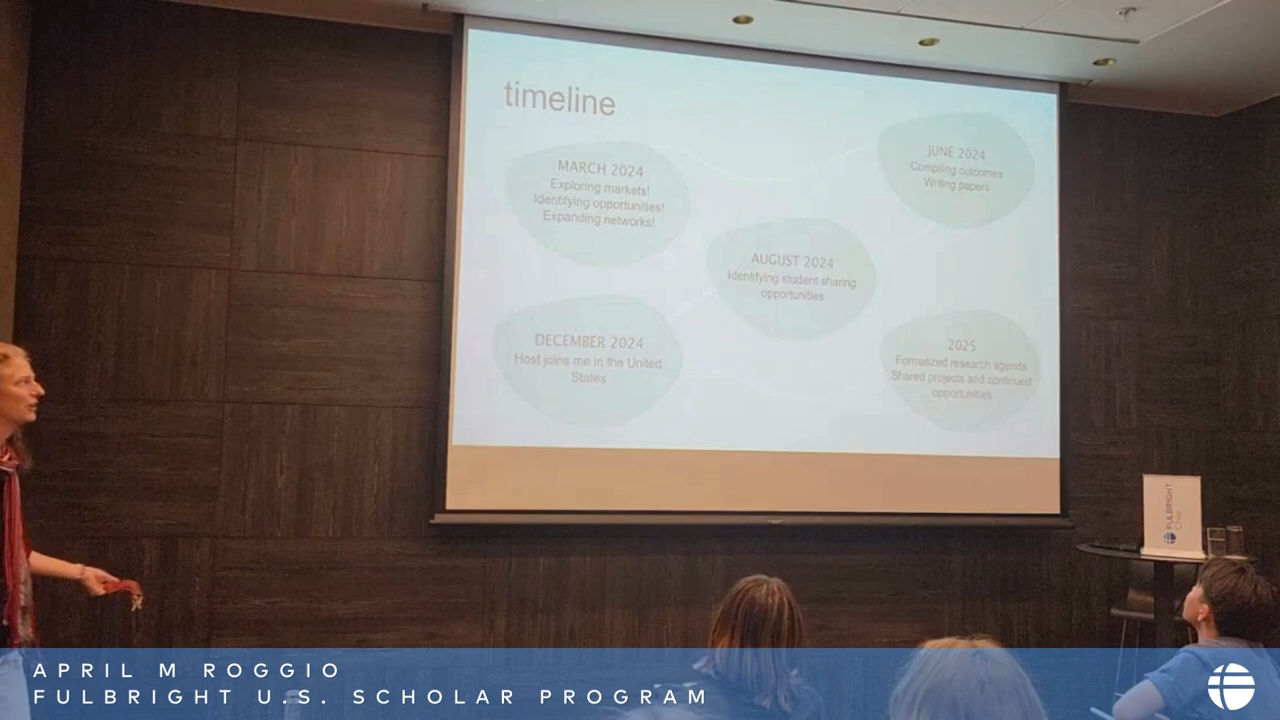 timeline
MARCH 2024
Exploring markets!
Identifying opportunities!
Expanding networks!
JUNE 2024
Compiling outcomes
Writing papers
AUGUST 2024
Identifying student sharing
opportunities
DECEMBER 2024
Host joins me in the United
States
2025
Formalized research agenda
Shared projects and continued
opportunities
FULBRIGHT
Chile
APRIL M ROGGIO
FULBRIGHT U.S. SCHOLAR PROGRAM